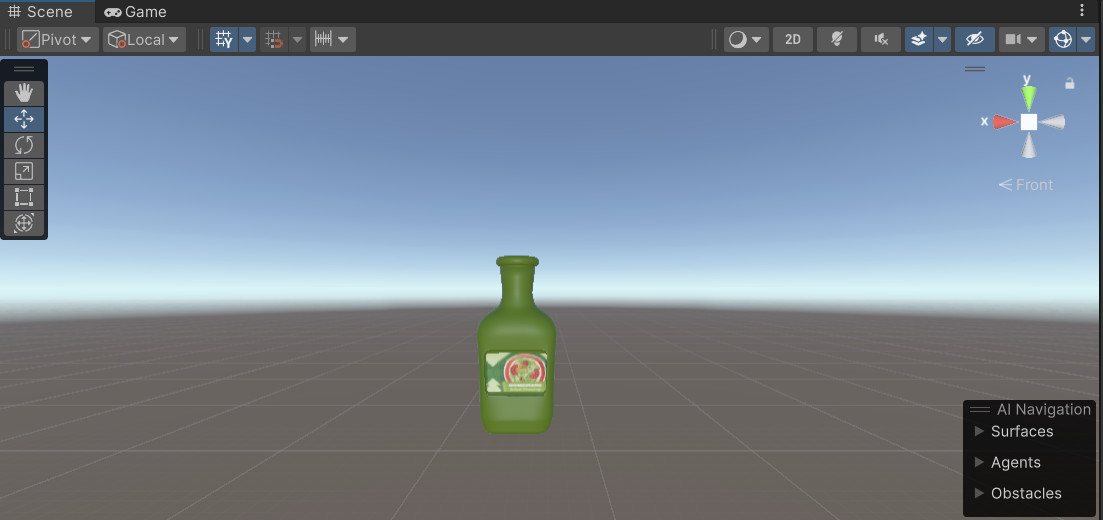 Scene
Game
Pivot
Local
2D
y
x
Front
AI Navigation
Surfaces
Agents
Obstacles